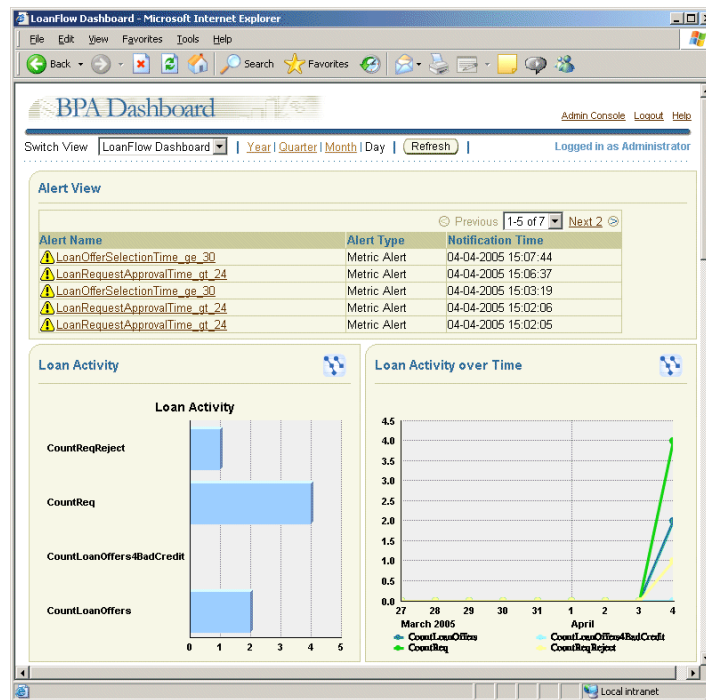 LoanFlow Dashboard - Microsoft Internet Explorer
File Edit View Favorites Tools Help
Back Search Favorites
BPA Dashboard
Admin Console Logout Help
Switch View LoanFlow Dashboard | Year | Quarter | Month | Day | Refresh | Logged in as Administrator
Alert View
Previous 1-5 of 7 Next 2
Alert Name Alert Type Notification Time
LoanOfferSelectionTime_ge_30 Metric Alert 04-04-2005 15:07:44
LoanRequestApprovalTime_gt_24 Metric Alert 04-04-2005 15:06:37
LoanOfferSelectionTime_ge_30 Metric Alert 04-04-2005 15:03:19
LoanRequestApprovalTime_gt_24 Metric Alert 04-04-2005 15:02:06
LoanRequestApprovalTime_gt_24 Metric Alert 04-04-2005 15:02:05
Loan Activity
Loan Activity
CountReqReject
CountReq
CountLoanOffers4BadCredit
CountLoanOffers
0 1 2 3 4 5
Loan Activity over Time
4.5
4.0
3.5
3.0
2.5
2.0
1.5
1.0
0.5
0.0
27 28 29 30 31 1 2 3 4
March 2005 April
CountLoanOffers CountLoanOffers4BadCredit
CountReq CountReqReject
Local intranet